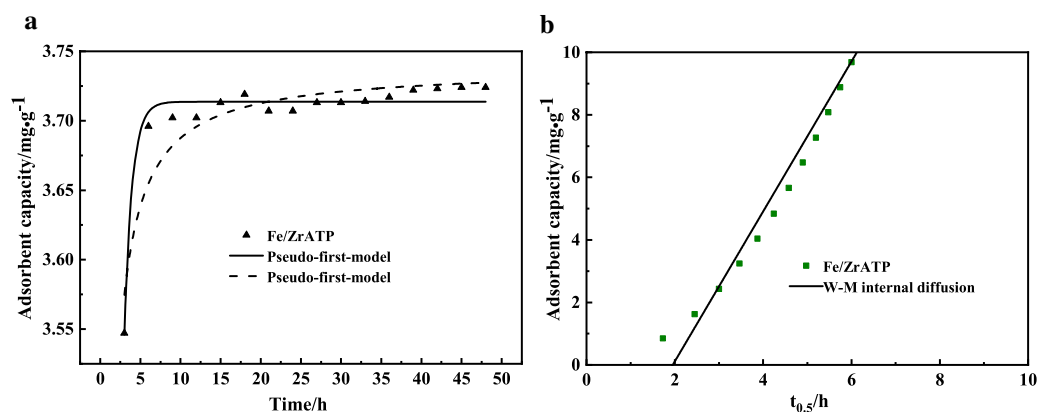 a
3.75
3.70
3.65
3.60
3.55
Adsorbent capacity/mg•g-1
Fe/ZrATP
Pseudo-first-model
Pseudo-first-model
0 5 10 15 20 25 30 35 40 45 50
Time/h
b
10
8
6
4
2
0
Adsorbent capacity/mg•g-1
Fe/ZrATP
W-M internal diffusion
0 2 4 6 8 10
t0.5/h